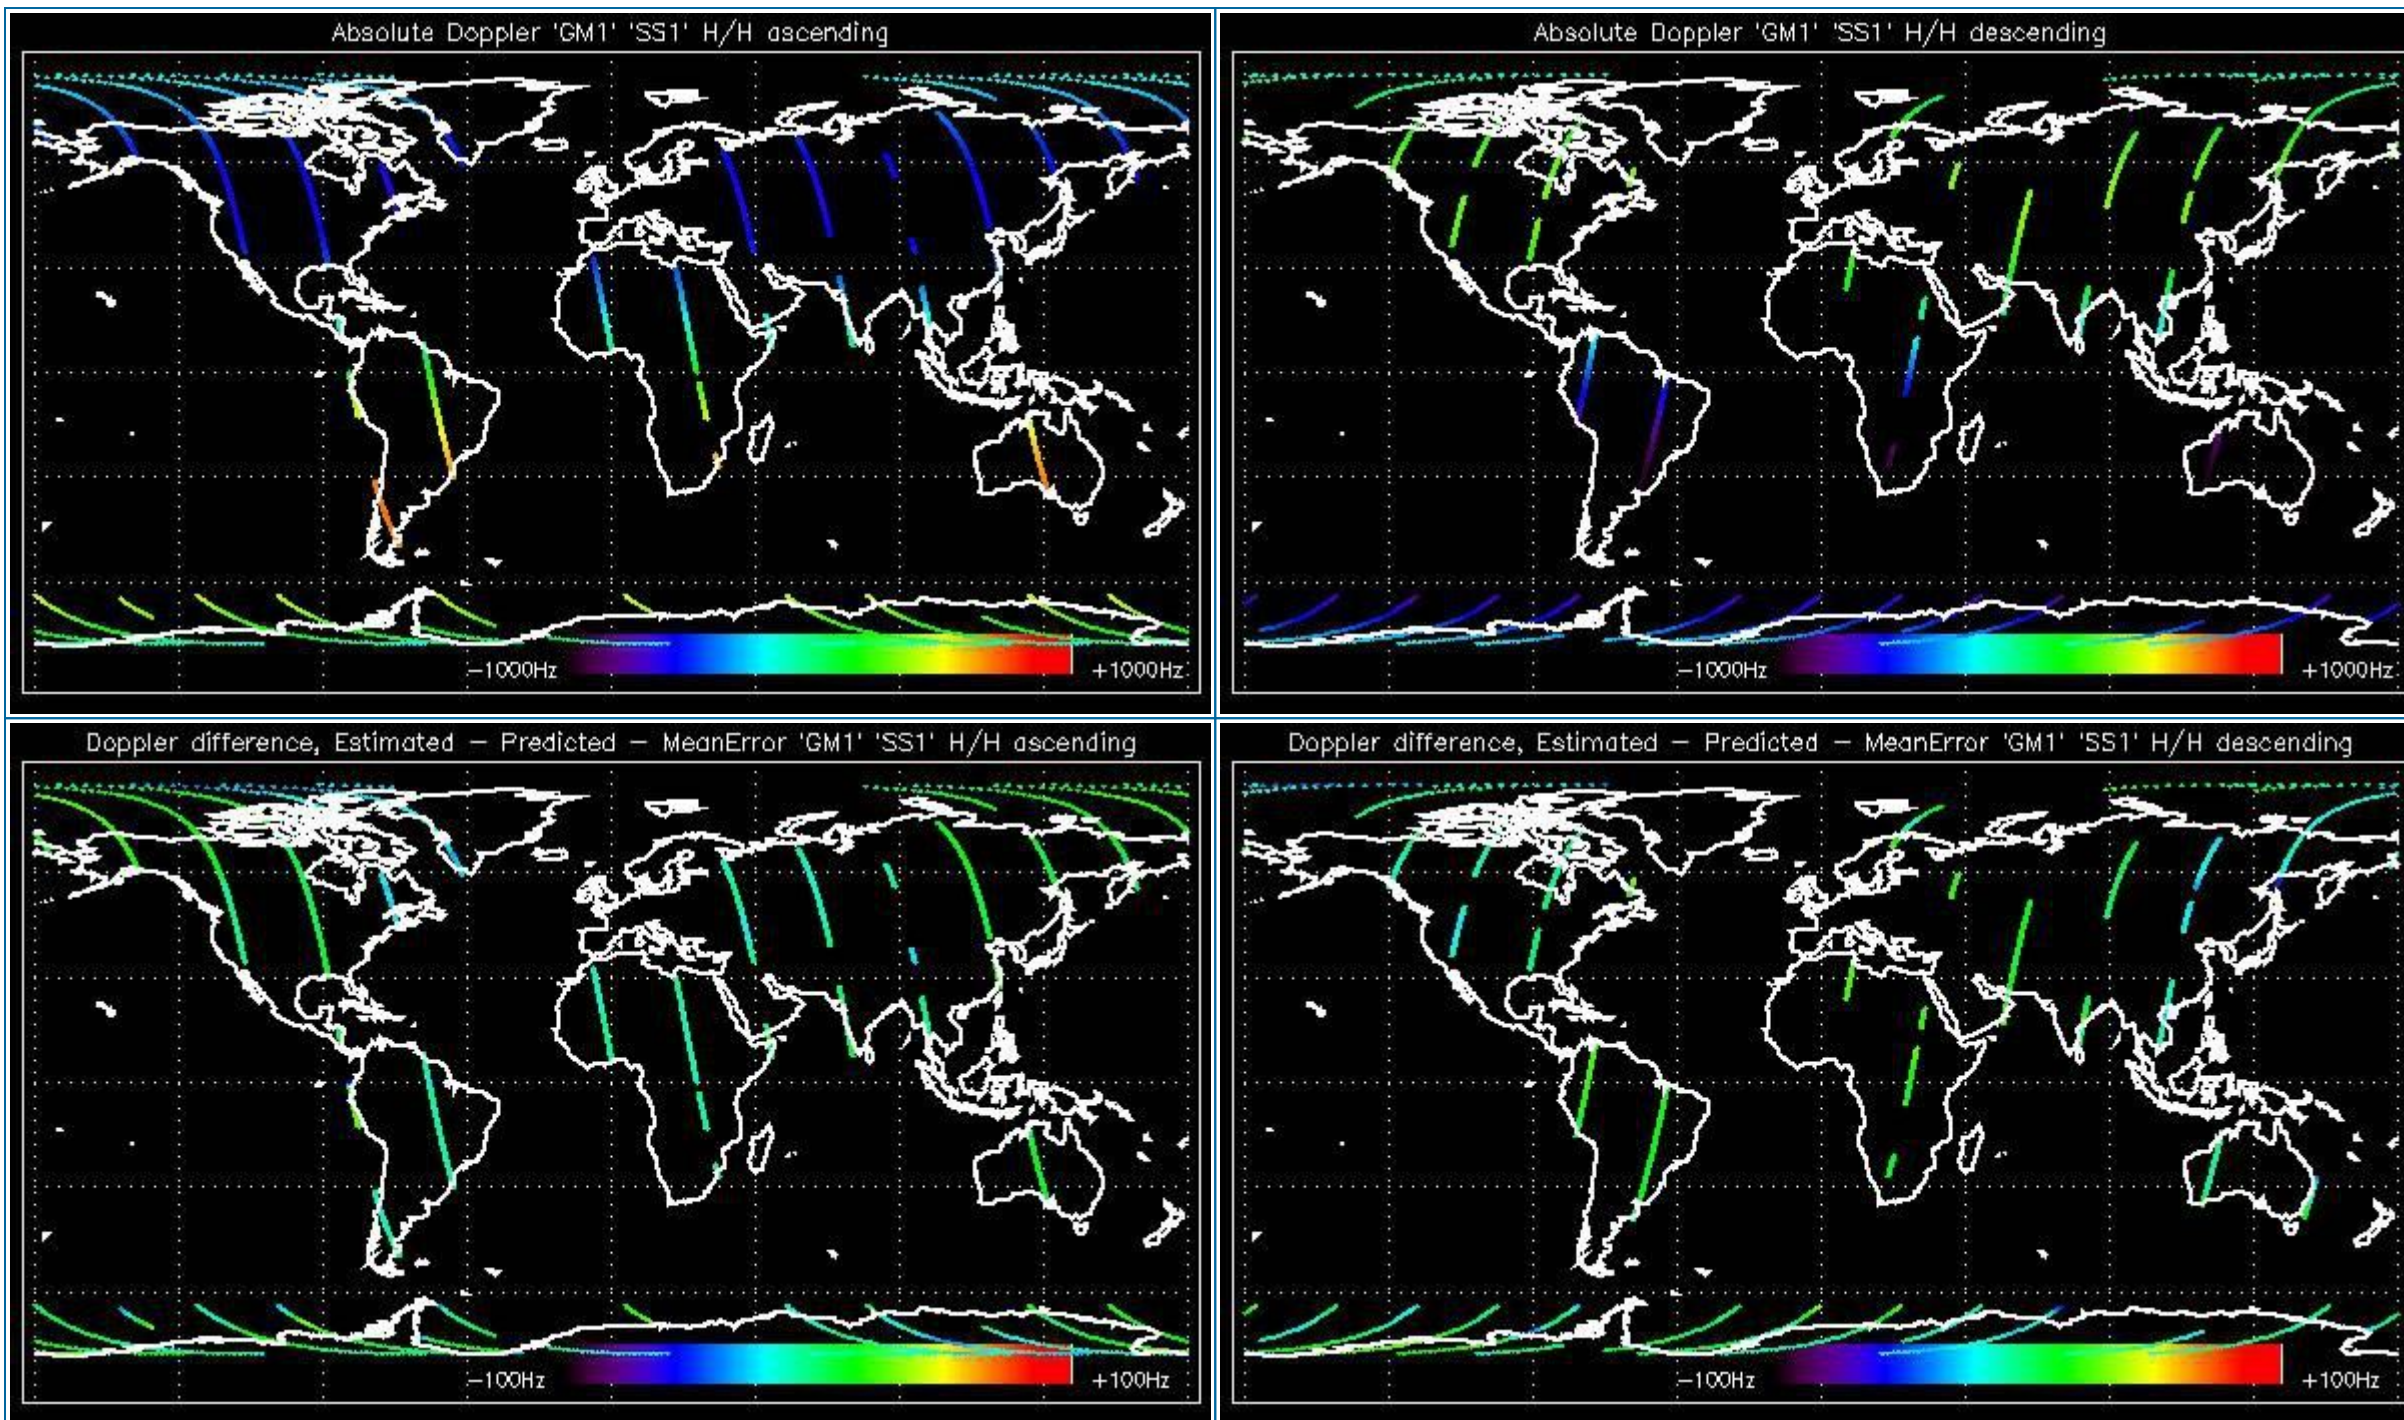 Absolute Doppler 'GM1' 'SS1' H/H ascending
-1000Hz
+1000Hz
Absolute Doppler 'GM1' 'SS1' H/H descending
-1000Hz
+1000Hz
Doppler difference, Estimated - Predicted - MeanError 'GM1' 'SS1' H/H ascending
-100Hz
+100Hz
Doppler difference, Estimated - Predicted - MeanError 'GM1' 'SS1' H/H descending
-100Hz
+100Hz